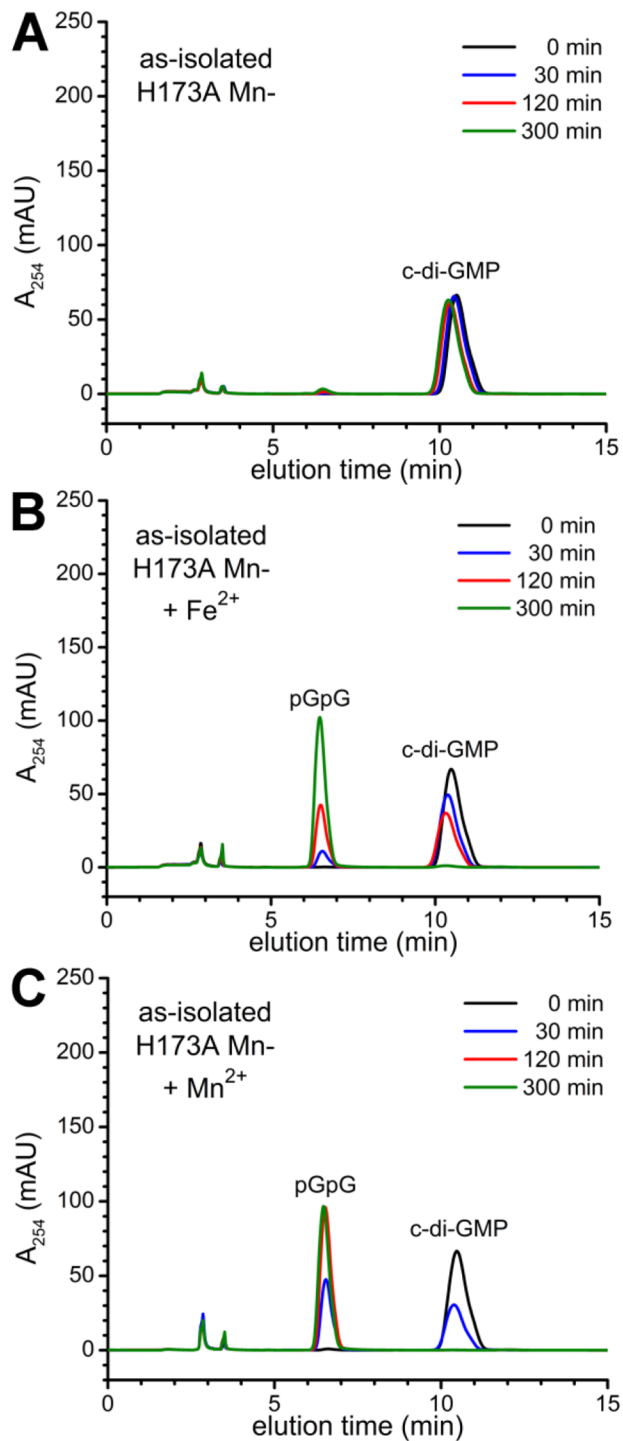 A
as-isolated
H173A Mn-
0 min
30 min
120 min
300 min
c-di-GMP
A254 (mAU)
250
200
150
100
50
0
0 5 10 15
elution time (min)
B
as-isolated
H173A Mn-
+ Fe2+
0 min
30 min
120 min
300 min
pGpG
c-di-GMP
A254 (mAU)
250
200
150
100
50
0
0 5 10 15
elution time (min)
C
as-isolated
H173A Mn-
+ Mn2+
0 min
30 min
120 min
300 min
pGpG
c-di-GMP
A254 (mAU)
250
200
150
100
50
0
0 5 10 15
elution time (min)